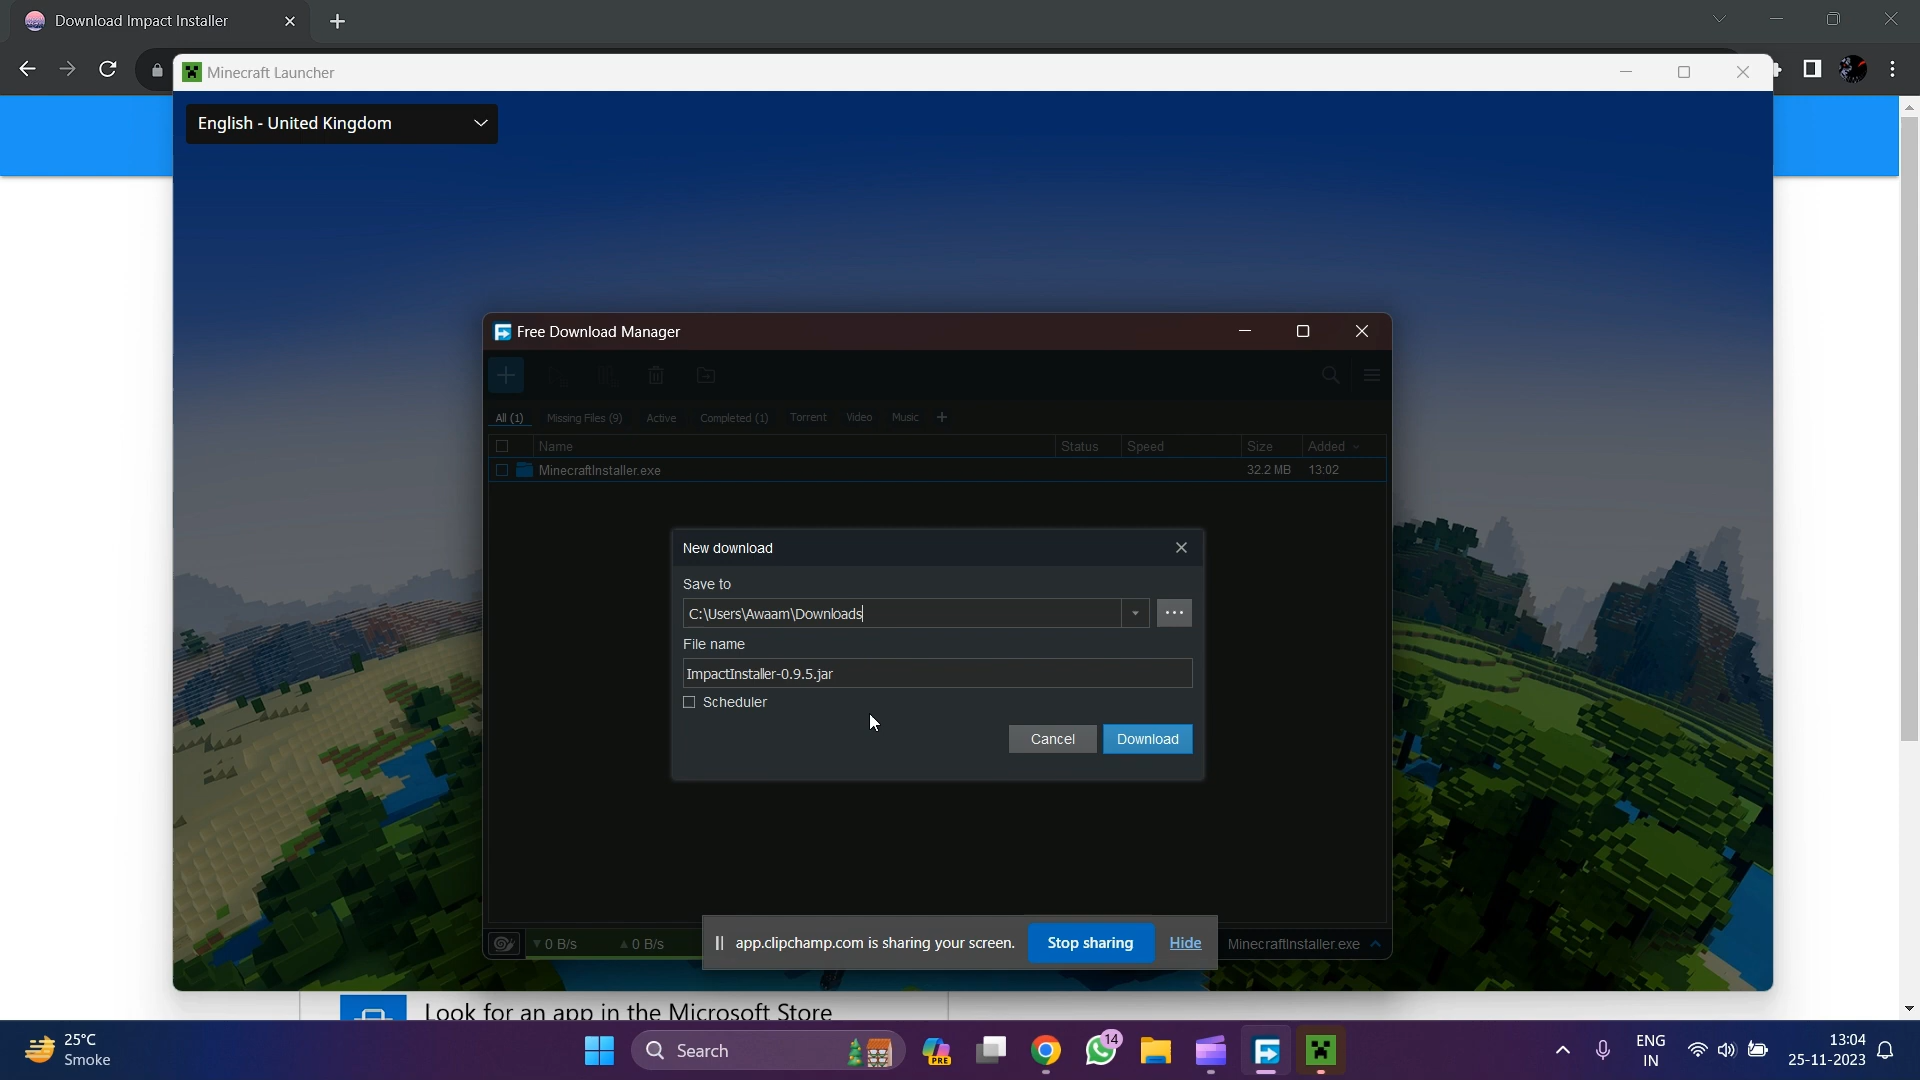 Download Impact Installer
Minecraft Launcher
English - United Kingdom
Free Download Manager
All (1) Missing Files (9) Active Completed (1) Torrent Video Music
Name Status Speed Size Added
MinecraftInstaller.exe 32.2 MB 13:02
New download
Save to
C:\Users\Awaam\Downloads
File name
ImpactInstaller-0.9.5.jar
Scheduler
Cancel Download
0 B/s 0 B/s
app.clipchamp.com is sharing your screen. Stop sharing Hide
MinecraftInstaller.exe
Look for an app in the Microsoft Store
25°C
Smoke
Search
PRE
14
ENG
IN
13:04
25-11-2023